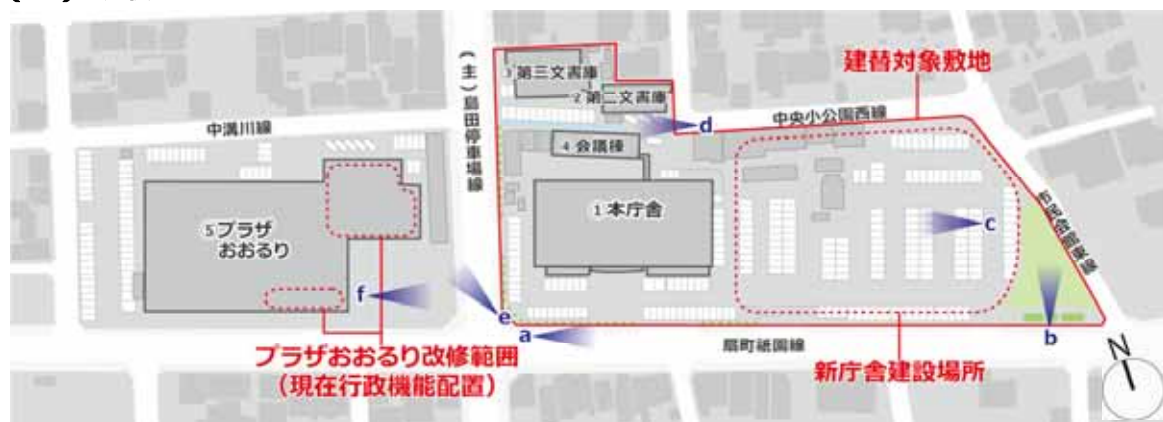 (主)島田停車場線
3 第三文書庫
2 第二文書庫
建替対象敷地
中溝川線
中央小公園西線
d
4 会議棟
1 本庁舎
5 プラザ
おおるり
c
f
e
a
b
扇町祇園線
プラザおおるり改修範囲
(現在行政機能配置)
新庁舎建設場所
N